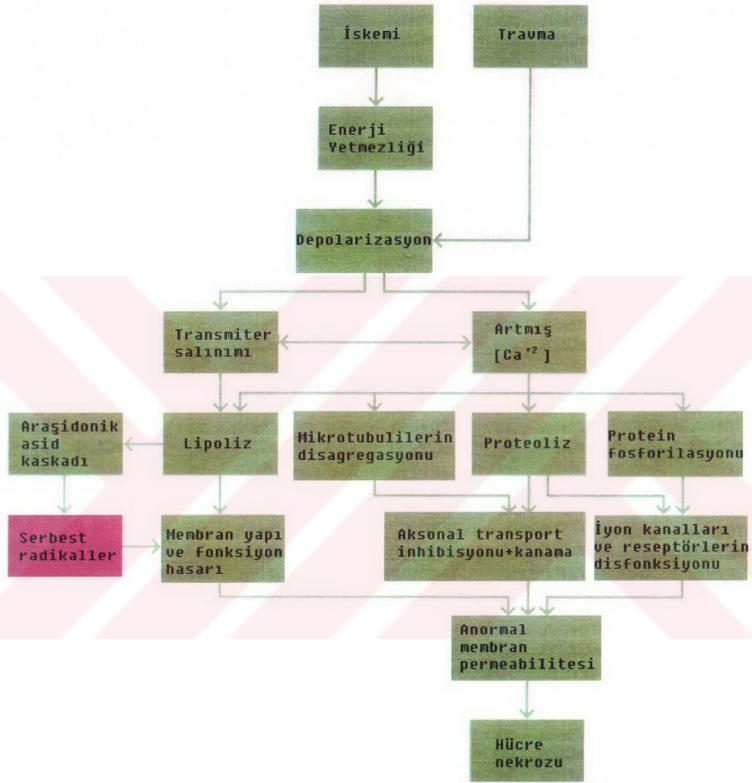 İskemi
Travma
Enerji
Yetmezliği
Depolarizasyon
Transmiter
salınımı
Artmış
[Ca⁺²]
Araşidonik
asid
kaskadı
Lipoliz
Mikrotubulilerin
disagregasyonu
Proteoliz
Protein
fosforilasyonu
Serbest
radikaller
Membran yapı
ve fonksiyon
hasarı
Aksonal transport
inhibisyonu+kanama
İyon kanalları
ve reseptörlerin
disfonksiyonu
Anormal
membran
permeabilitesi
Hücre
nekrozu